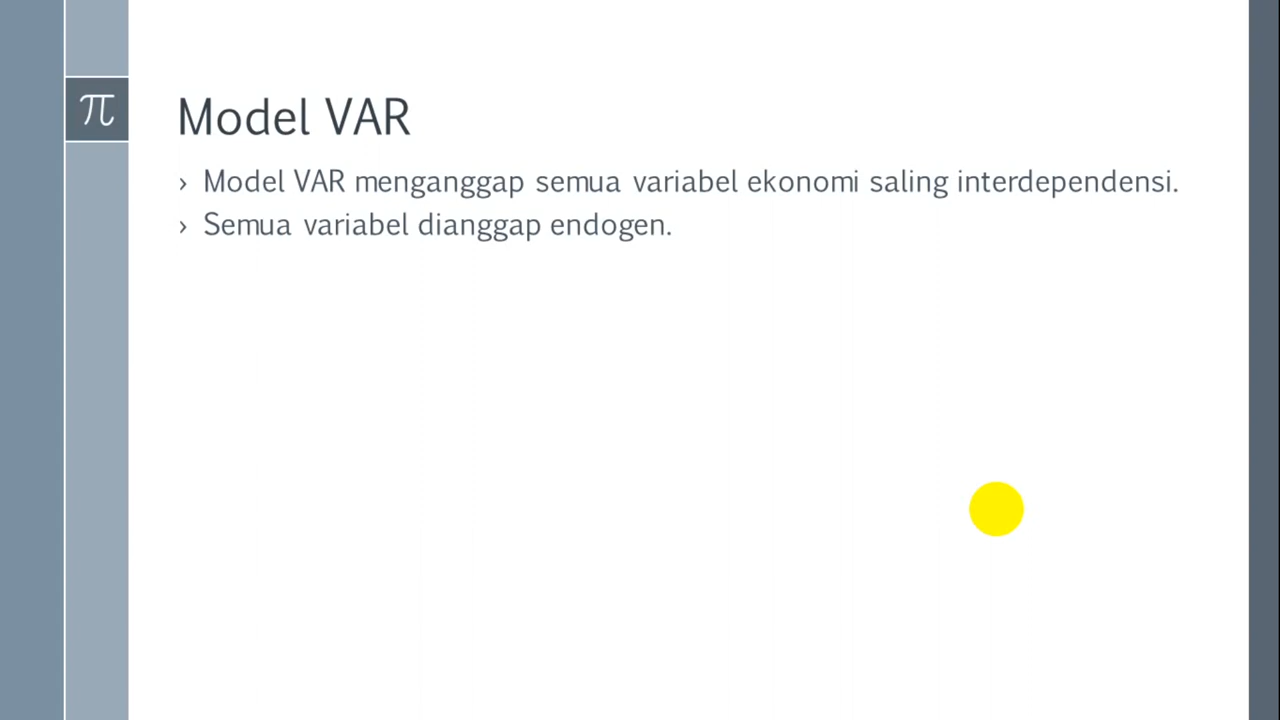 π
Model VAR
› Model VAR menganggap semua variabel ekonomi saling interdependensi.
› Semua variabel dianggap endogen.